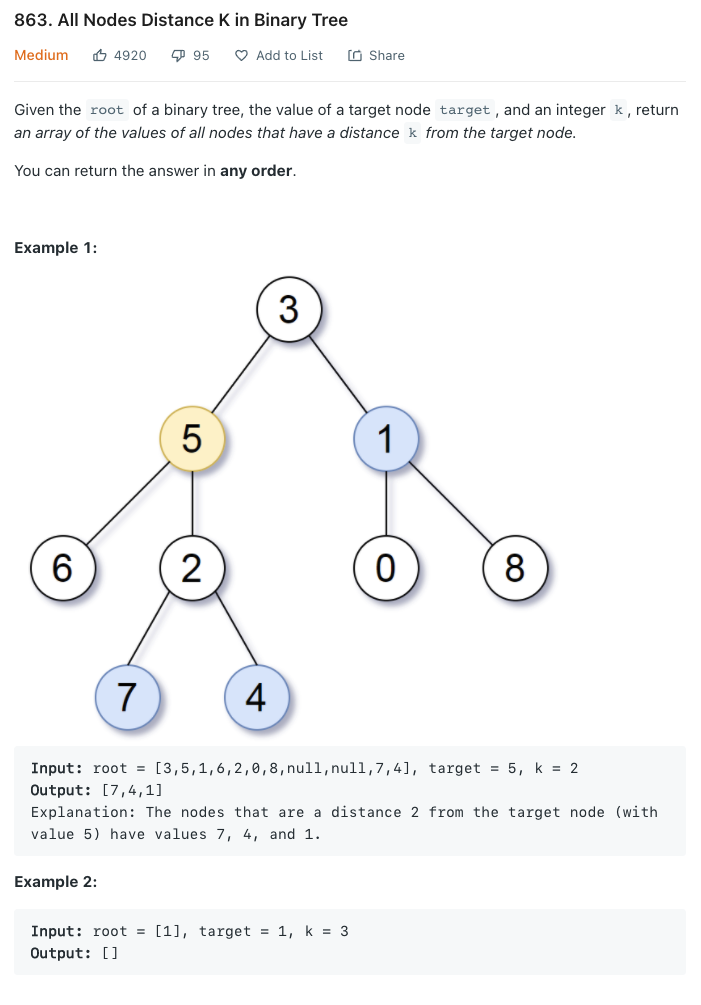 863. All Nodes Distance K in Binary Tree
Medium 4920 95 Add to List Share
Given the root of a binary tree, the value of a target node target, and an integer k, return
an array of the values of all nodes that have a distance k from the target node.
You can return the answer in any order.
Example 1:
3
5 1
6 2 0 8
7 4
Input: root = [3,5,1,6,2,0,8,null,null,7,4], target = 5, k = 2
Output: [7,4,1]
Explanation: The nodes that are a distance 2 from the target node (with
value 5) have values 7, 4, and 1.
Example 2:
Input: root = [1], target = 1, k = 3
Output: []